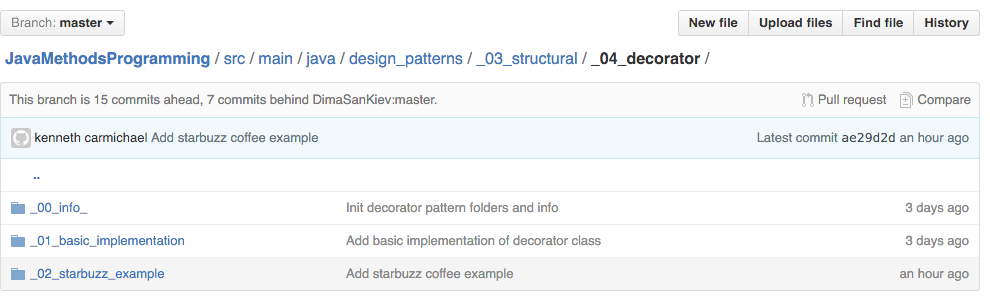 Branch: master New file Upload files Find file History
JavaMethodsProgramming / src / main / java / design_patterns / _03_structural / _04_decorator /
This branch is 15 commits ahead, 7 commits behind DimaSanKiev:master. Pull request Compare
kenneth carmichael Add starbuzz coffee example Latest commit ae29d2d an hour ago
..
_00_info_ Init decorator pattern folders and info 3 days ago
_01_basic_implementation Add basic implementation of decorator class 3 days ago
_02_starbuzz_example Add starbuzz coffee example an hour ago